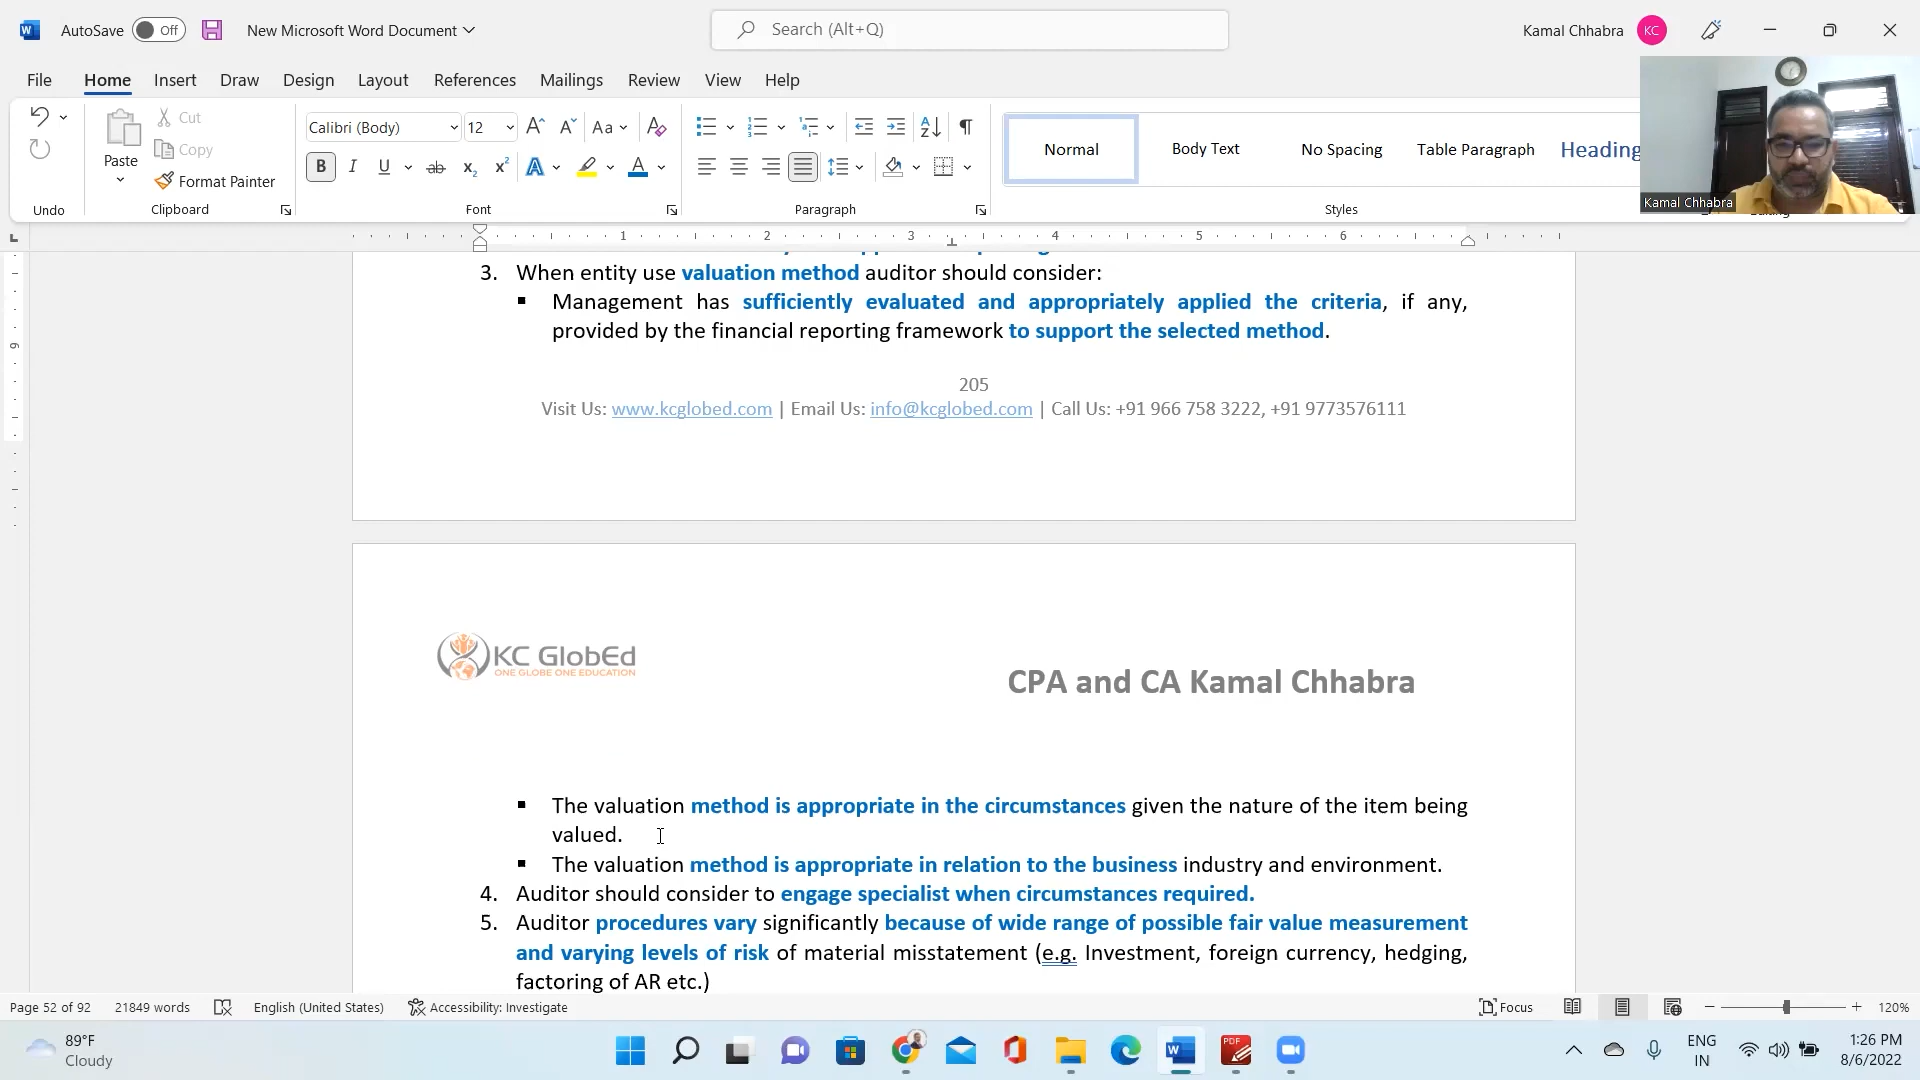 AutoSave Off New Microsoft Word Document Search (Alt+Q) Kamal Chhabra KC
File Home Insert Draw Design Layout References Mailings Review View Help
Undo
Paste
Cut
Copy
Format Painter
Clipboard
Calibri (Body) 12
Font
Paragraph
Normal Body Text No Spacing Table Paragraph Heading
Styles
Kamal Chhabra
1 2 3 4 5 6
9
3. When entity use valuation method auditor should consider:
▪ Management has sufficiently evaluated and appropriately applied the criteria, if any,
provided by the financial reporting framework to support the selected method.
205
Visit Us: www.kcglobed.com | Email Us: info@kcglobed.com | Call Us: +91 966 758 3222, +91 9773576111
KC GlobEd
ONE GLOBE ONE EDUCATION
CPA and CA Kamal Chhabra
▪ The valuation method is appropriate in the circumstances given the nature of the item being
valued.
▪ The valuation method is appropriate in relation to the business industry and environment.
4. Auditor should consider to engage specialist when circumstances required.
5. Auditor procedures vary significantly because of wide range of possible fair value measurement
and varying levels of risk of material misstatement (e.g. Investment, foreign currency, hedging,
factoring of AR etc.)
Page 52 of 92 21849 words English (United States) Accessibility: Investigate Focus 120%
89°F
Cloudy
ENG
IN
1:26 PM
8/6/2022